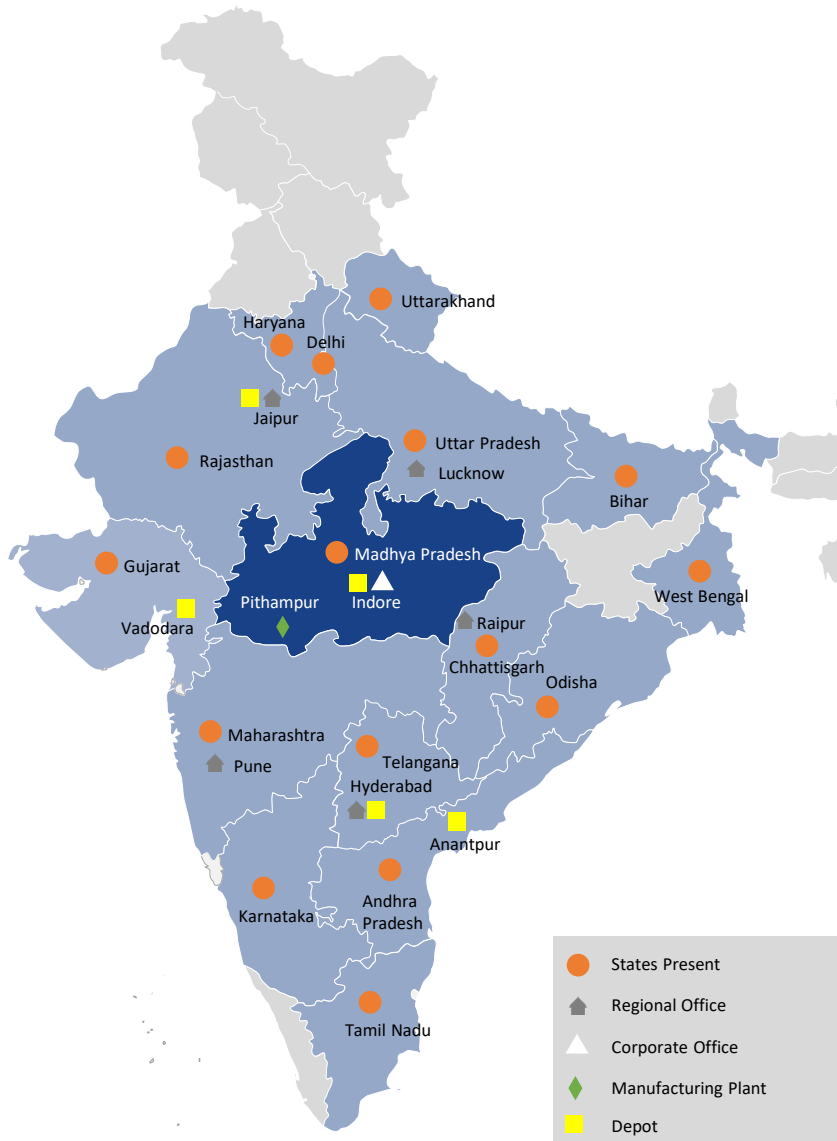 Uttarakhand
Haryana
Delhi
Jaipur
Uttar Pradesh
Rajasthan
Lucknow
Bihar
Madhya Pradesh
Gujarat
West Bengal
Pithampur
Indore
Vadodara
Raipur
Chhattisgarh
Odisha
Maharashtra
Telangana
Pune
Hyderabad
Anantpur
Andhra
Pradesh
Karnataka
Tamil Nadu
States Present
Regional Office
Corporate Office
Manufacturing Plant
Depot